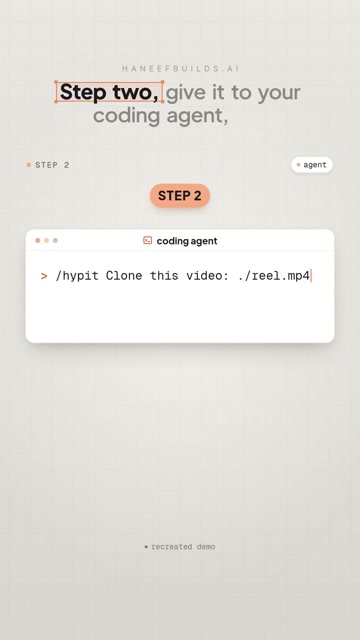 HANEEFBUILDS.AI
Step two, give it to your
coding agent,
STEP 2
agent
STEP 2
coding agent
> /hypit Clone this video: ./reel.mp4
recreated demo